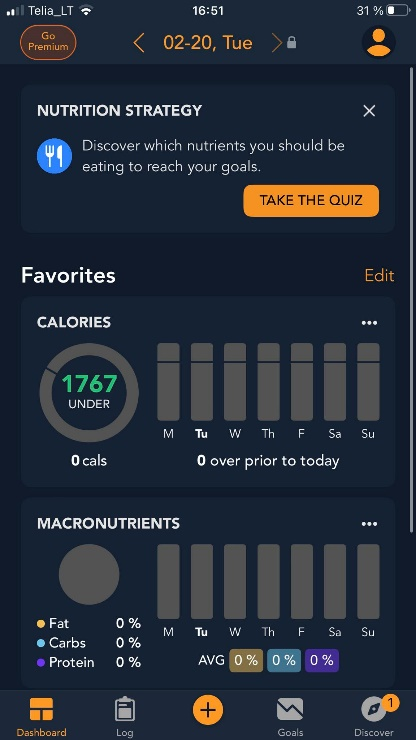 Telia_LT 16:51 31 %
Go
Premium
02-20, Tue
NUTRITION STRATEGY
Discover which nutrients you should be
eating to reach your goals.
TAKE THE QUIZ
Favorites Edit
CALORIES
1767
UNDER
M Tu W Th F Sa Su
0 cals 0 over prior to today
MACRONUTRIENTS
Fat 0 %
Carbs 0 %
Protein 0 %
M Tu W Th F Sa Su
AVG 0 % 0 % 0 %
1
Dashboard Log Goals Discover